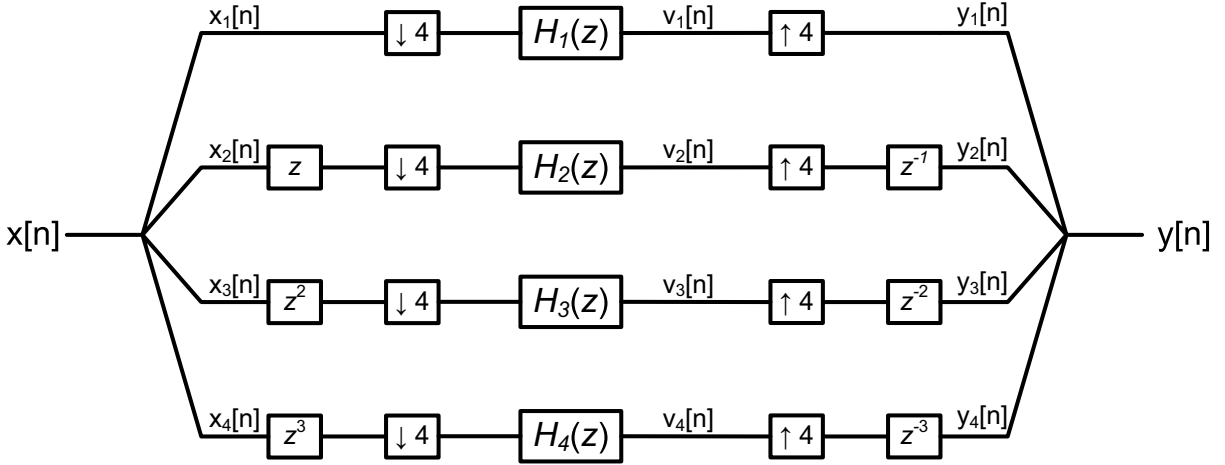 x₁[n] ↓ 4 H₁(z) v₁[n] ↑ 4 y₁[n]
x₂[n] z ↓ 4 H₂(z) v₂[n] ↑ 4 z⁻¹ y₂[n]
x[n] y[n]
x₃[n] z² ↓ 4 H₃(z) v₃[n] ↑ 4 z⁻² y₃[n]
x₄[n] z³ ↓ 4 H₄(z) v₄[n] ↑ 4 z⁻³ y₄[n]